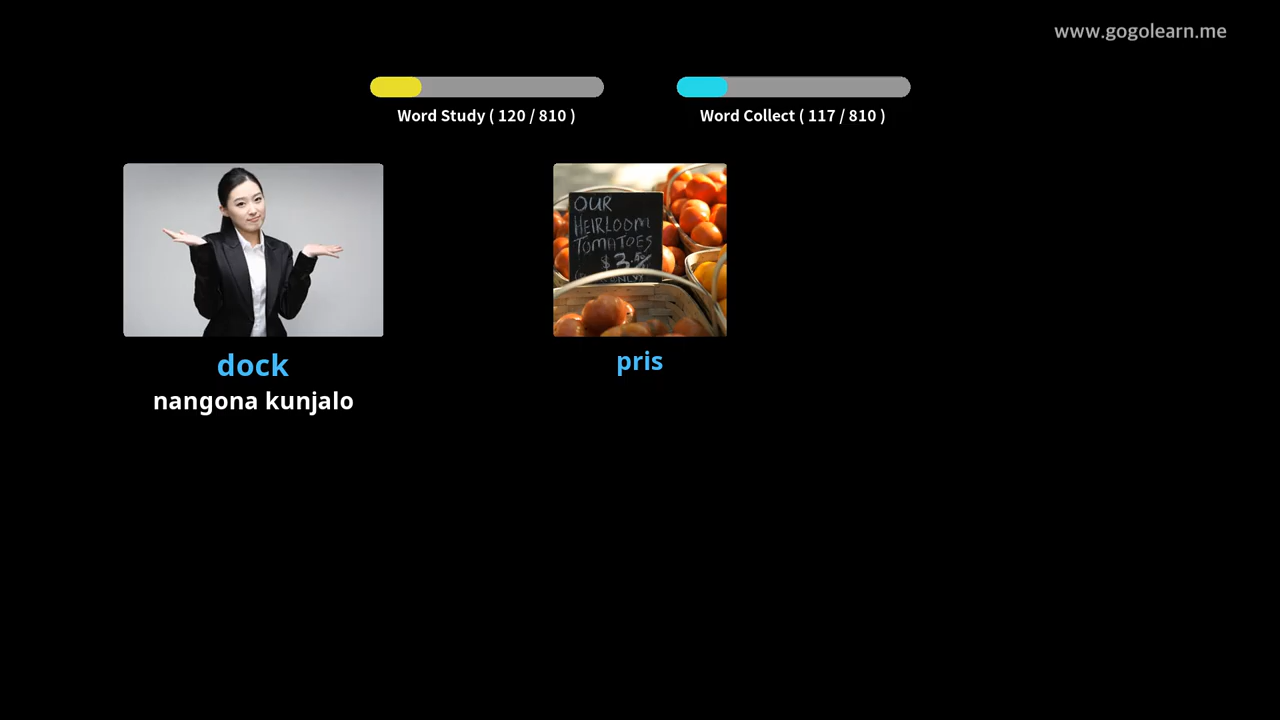 www.gogolearn.me
Word Study ( 120 / 810 )
Word Collect ( 117 / 810 )
OUR
HEIRLOOM
TOMATOES
dock
nangona kunjalo
pris